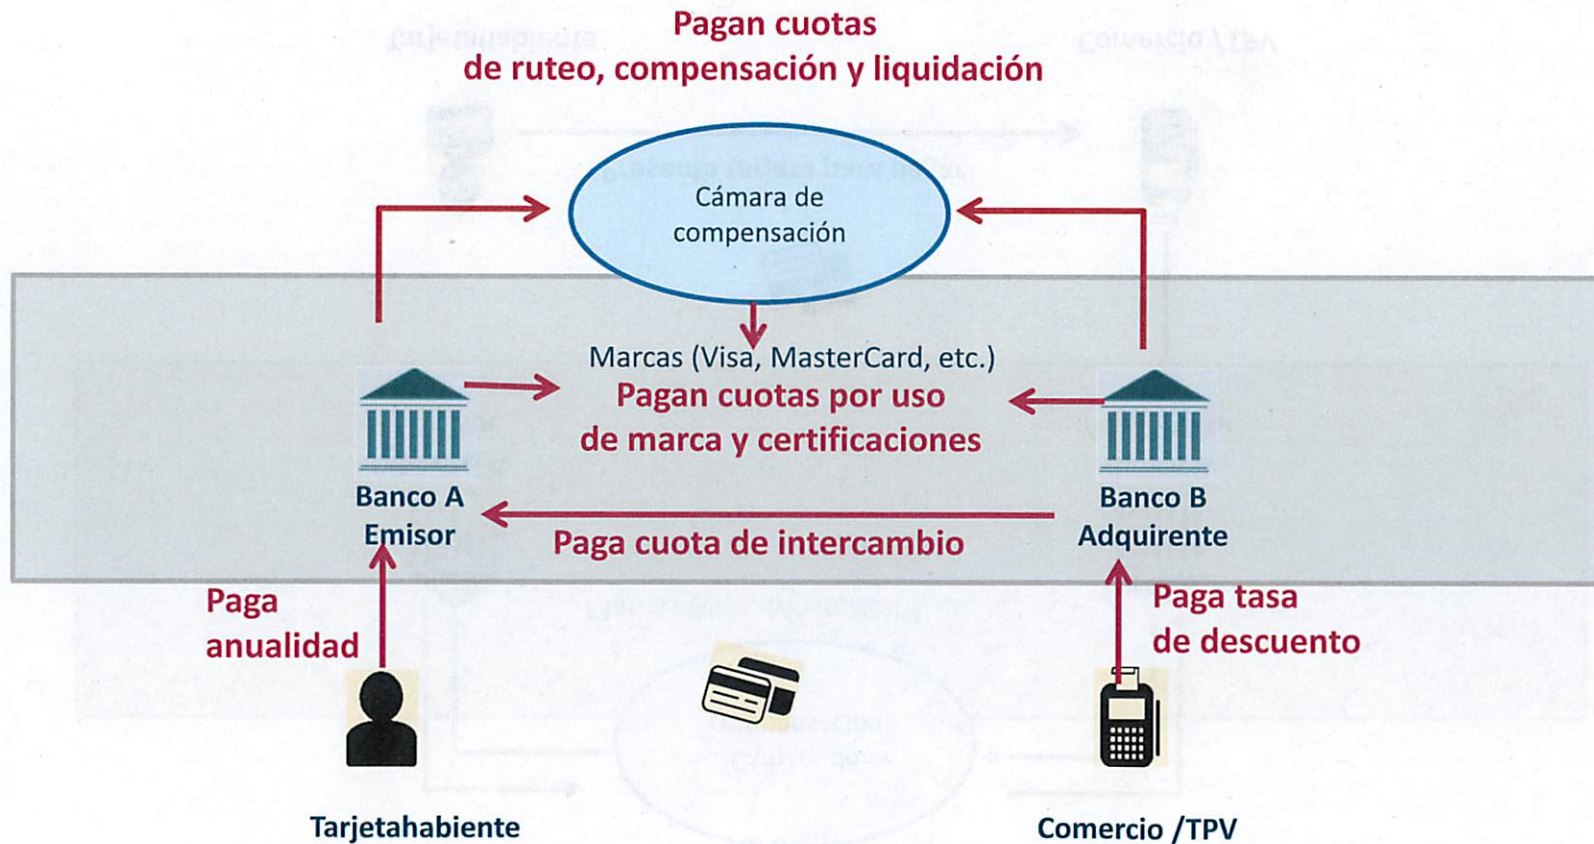 Pagan cuotas
de ruteo, compensación y liquidación
Cámara de
compensación
Marcas (Visa, MasterCard, etc.)
Pagan cuotas por uso
de marca y certificaciones
Banco A
Emisor
Banco B
Adquirente
Paga cuota de intercambio
Paga
anualidad
Paga tasa
de descuento
Tarjetahabiente
Comercio /TPV